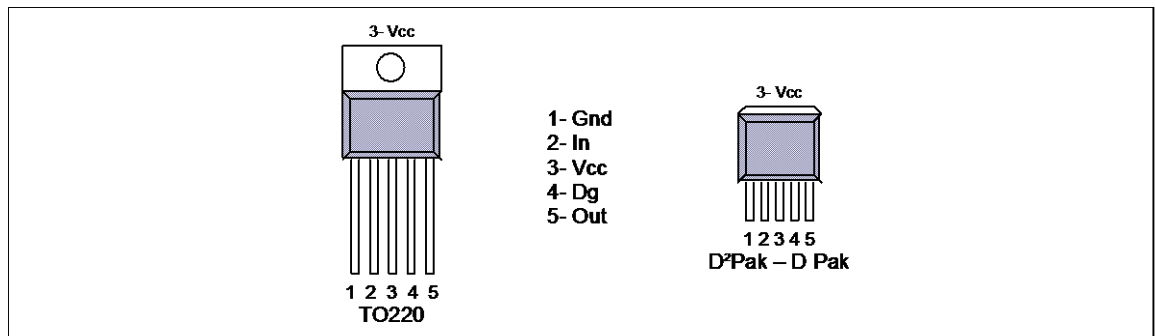 3- Vcc
1 2 3 4 5
TO220
1- Gnd
2- In
3- Vcc
4- Dg
5- Out
3- Vcc
1 2 3 4 5
D²Pak – D Pak